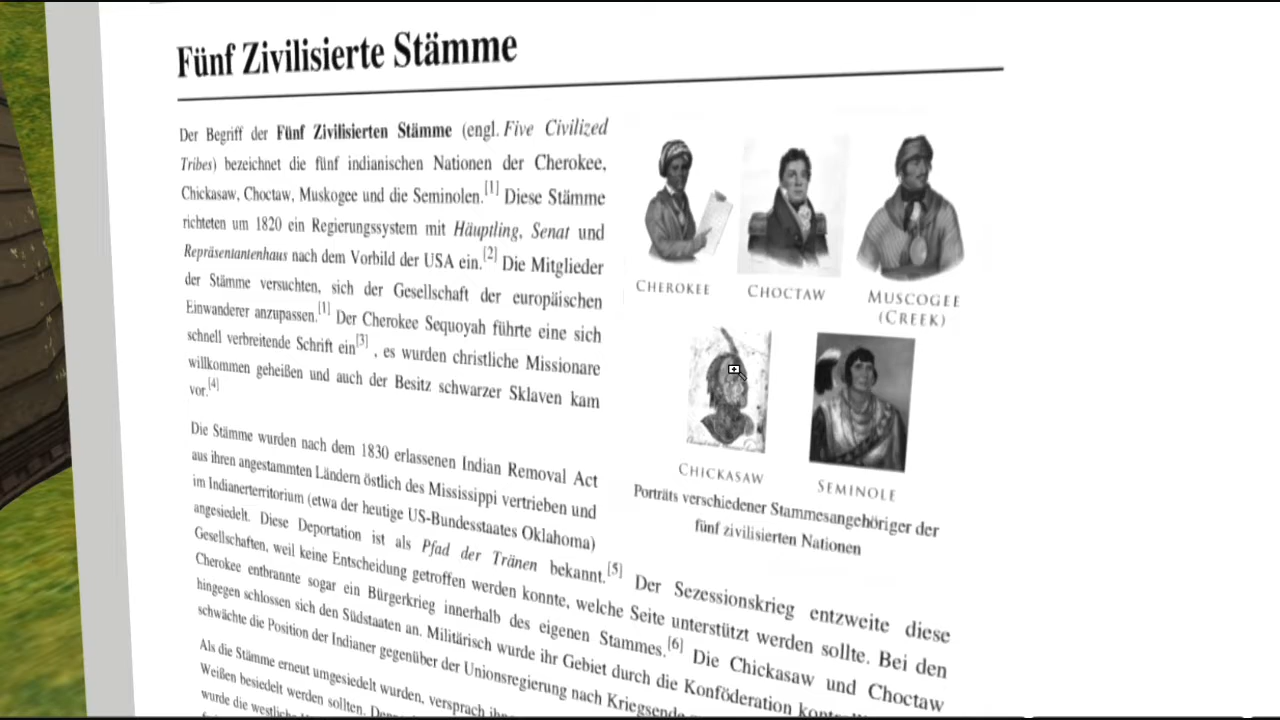 Fünf Zivilisierte Stämme
Der Begriff der Fünf Zivilisierten Stämme (engl. Five Civilized
Tribes) bezeichnet die fünf indianischen Nationen der Cherokee,
Chickasaw, Choctaw, Muskogee und die Seminolen.[1] Diese Stämme
richteten um 1820 ein Regierungssystem mit Häuptling, Senat und
Repräsentantenhaus nach dem Vorbild der USA ein.[2] Die Mitglieder
der Stämme versuchten, sich der Gesellschaft der europäischen
Einwanderer anzupassen.[1] Der Cherokee Sequoyah führte eine sich
schnell verbreitende Schrift ein[3] , es wurden christliche Missionare
willkommen geheißen und auch der Besitz schwarzer Sklaven kam
vor.[4]
CHEROKEE
CHOCTAW
MUSCOGEE
(CREEK)
CHICKASAW
SEMINOLE
Porträts verschiedener Stammesangehöriger der
fünf zivilisierten Nationen
Die Stämme wurden nach dem 1830 erlassenen Indian Removal Act
aus ihren angestammten Ländern östlich des Mississippi vertrieben und
im Indianerterritorium (etwa der heutige US-Bundesstaates Oklahoma)
angesiedelt. Diese Deportation ist als Pfad der Tränen bekannt.[5] Der Sezessionskrieg entzweite diese
Gesellschaften, weil keine Entscheidung getroffen werden konnte, welche Seite unterstützt werden sollte. Bei den
Cherokee entbrannte sogar ein Bürgerkrieg innerhalb des eigenen Stammes.[6] Die Chickasaw und Choctaw
hingegen schlossen sich den Südstaaten an. Militärisch wurde ihr Gebiet durch die Konföderation
schwächte die Position der Indianer gegenüber der Unionsregierung nach Kriegsende
Als die Stämme erneut umgesiedelt wurden, versprach
Weißen besiedelt werden sollten.
wurde die westliche